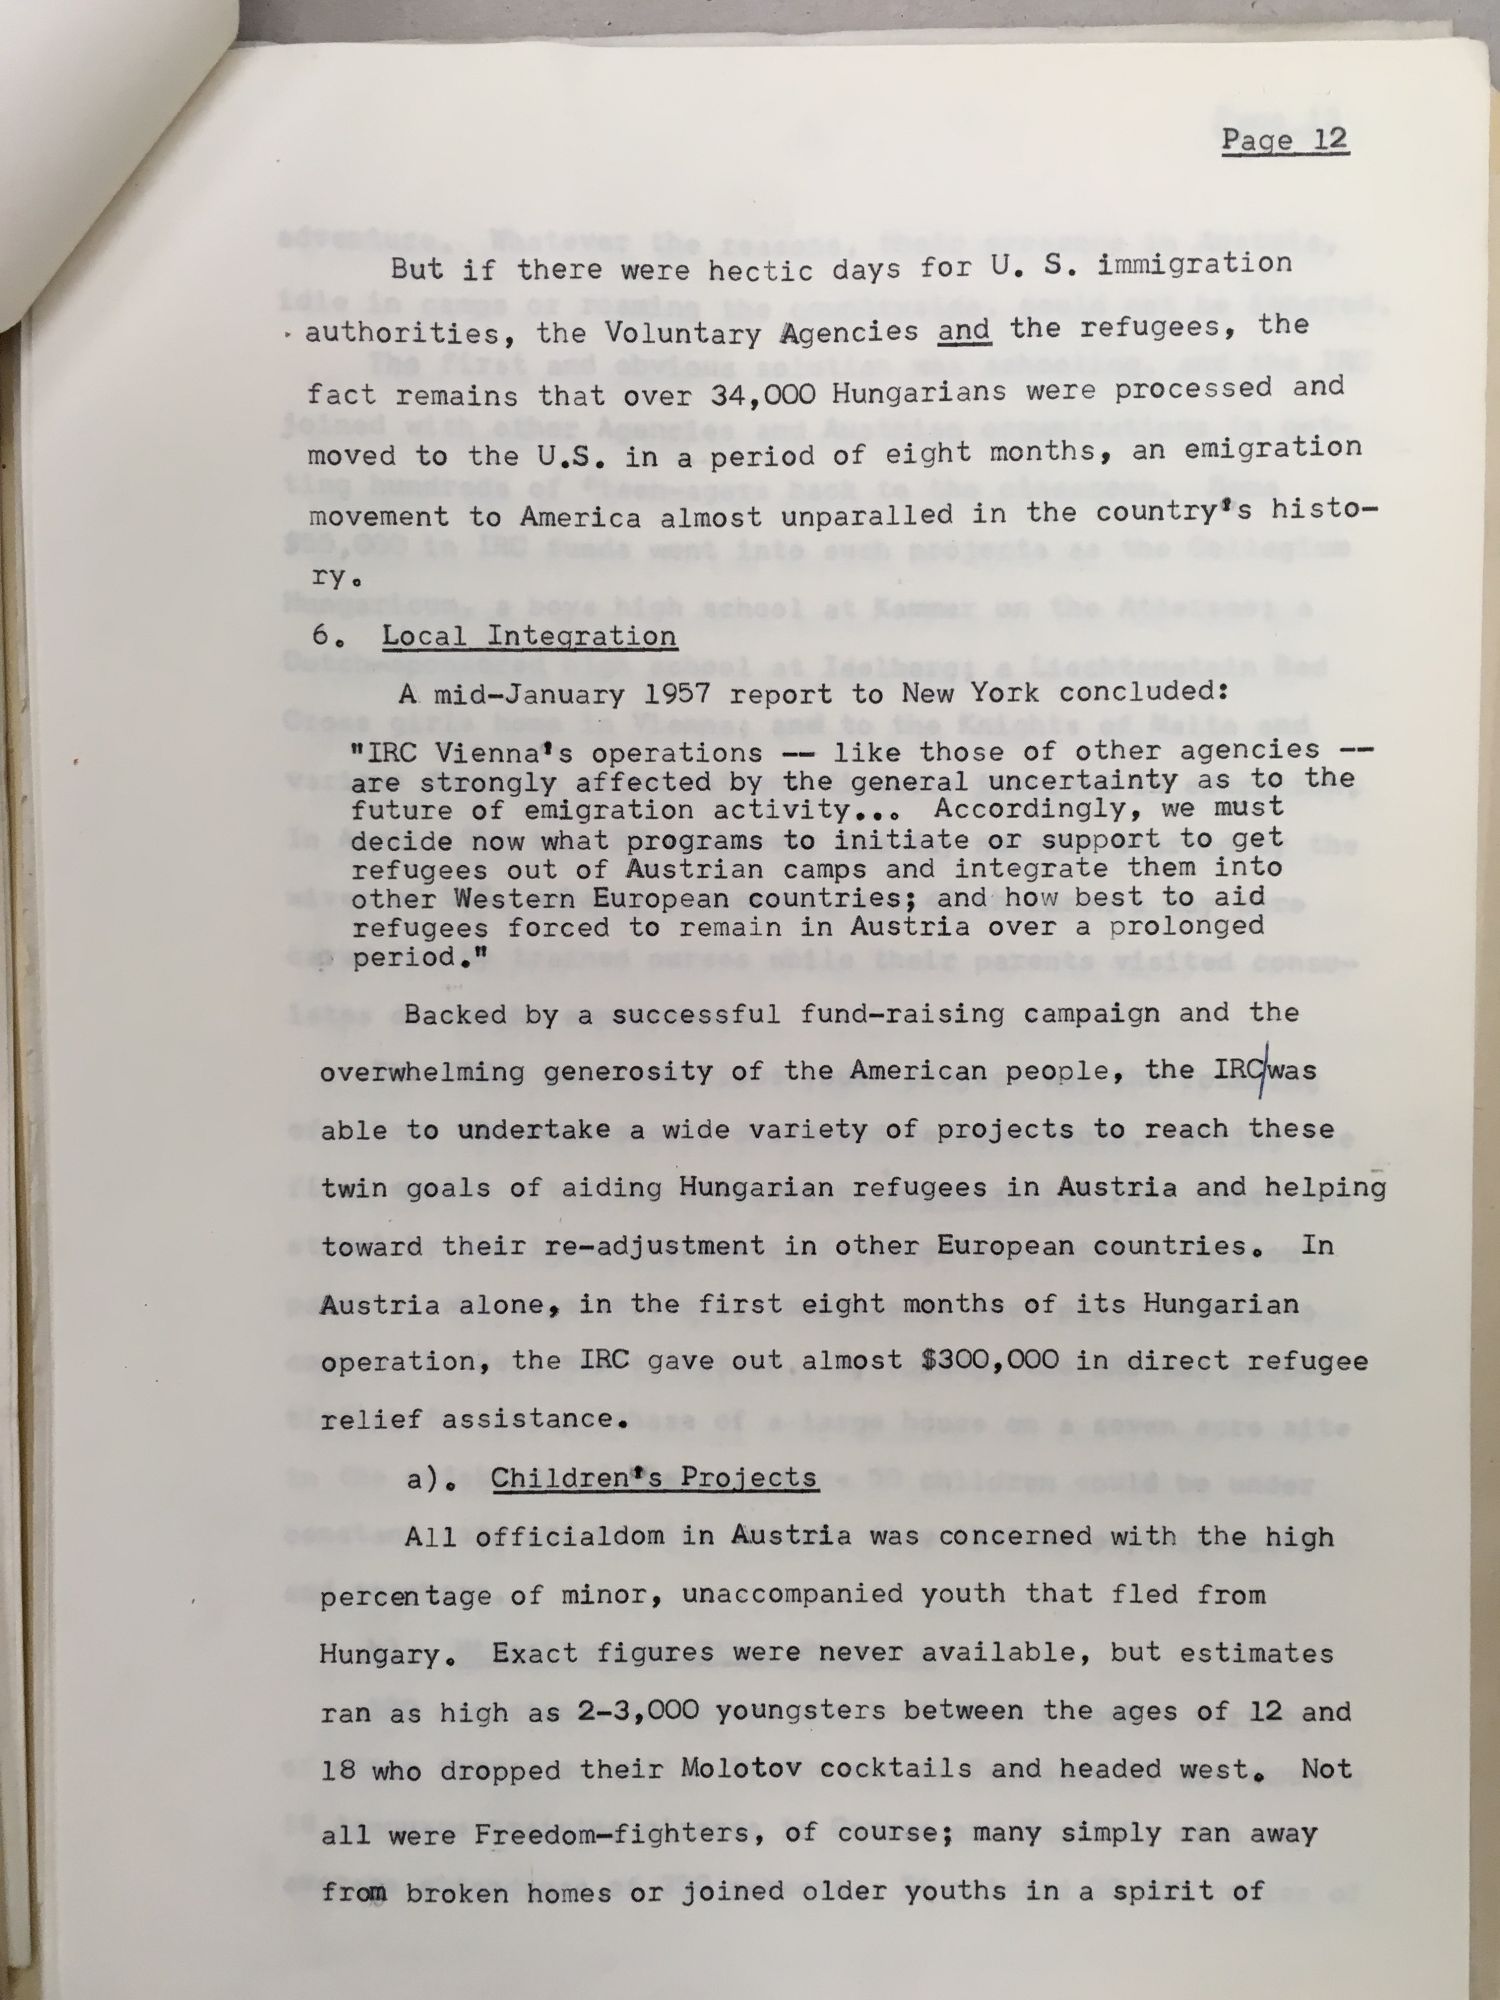 Page 12
But if there were hectic days for U. S. immigration
authorities, the Voluntary Agencies and the refugees, the
fact remains that over 34,000 Hungarians were processed and
moved to the U.S. in a period of eight months, an emigration
movement to America almost unparalled in the country's histo-
ry.
6. Local Integration
A mid-January 1957 report to New York concluded:
"IRC Vienna's operations -- like those of other agencies --
are strongly affected by the general uncertainty as to the
future of emigration activity... Accordingly, we must
decide now what programs to initiate or support to get
refugees out of Austrian camps and integrate them into
other Western European countries; and how best to aid
refugees forced to remain in Austria over a prolonged
period."
Backed by a successful fund-raising campaign and the
overwhelming generosity of the American people, the IRC/was
able to undertake a wide variety of projects to reach these
twin goals of aiding Hungarian refugees in Austria and helping
toward their re-adjustment in other European countries. In
Austria alone, in the first eight months of its Hungarian
operation, the IRC gave out almost $300,000 in direct refugee
relief assistance.
a). Children's Projects
All officialdom in Austria was concerned with the high
percentage of minor, unaccompanied youth that fled from
Hungary. Exact figures were never available, but estimates
ran as high as 2-3,000 youngsters between the ages of 12 and
18 who dropped their Molotov cocktails and headed west. Not
all were Freedom-fighters, of course; many simply ran away
from broken homes or joined older youths in a spirit of